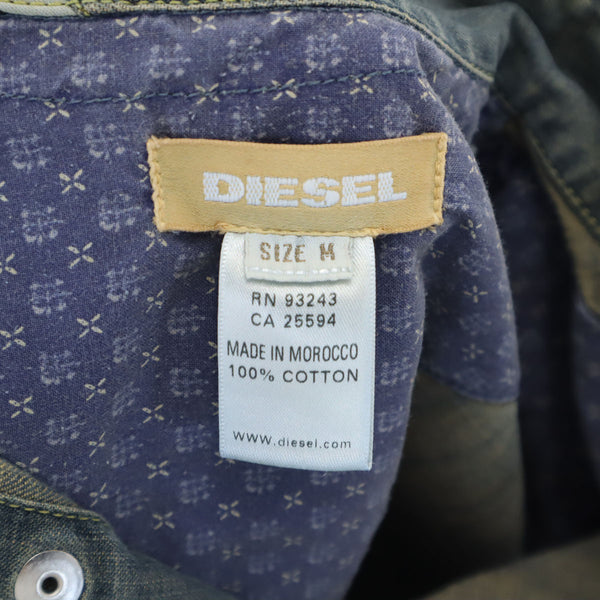 DIESEL
SIZE M
RN 93243
CA 25594
MADE IN MOROCCO
100% COTTON
www.diesel.com